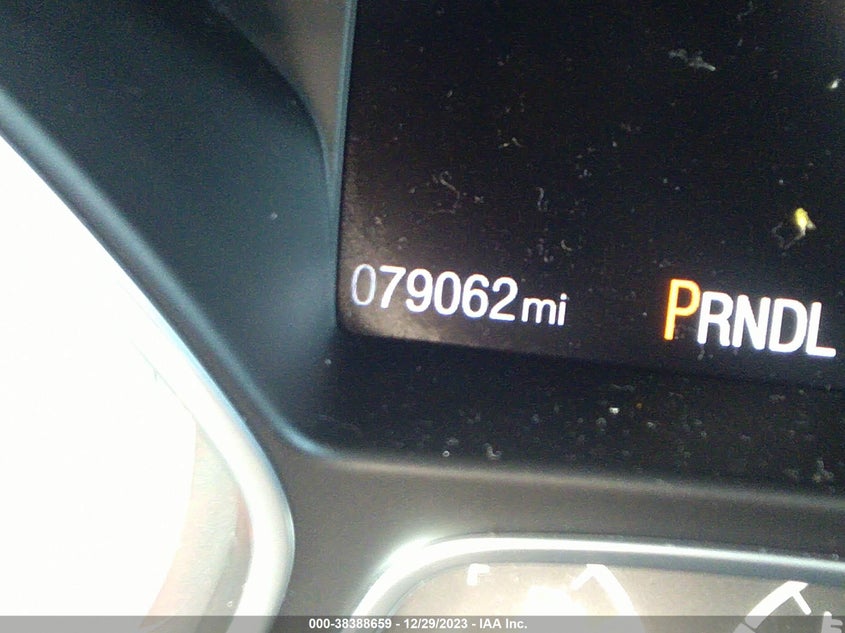 079062mi
PRNDL
F
000-38388659 - 12/29/2023 - IAA Inc.